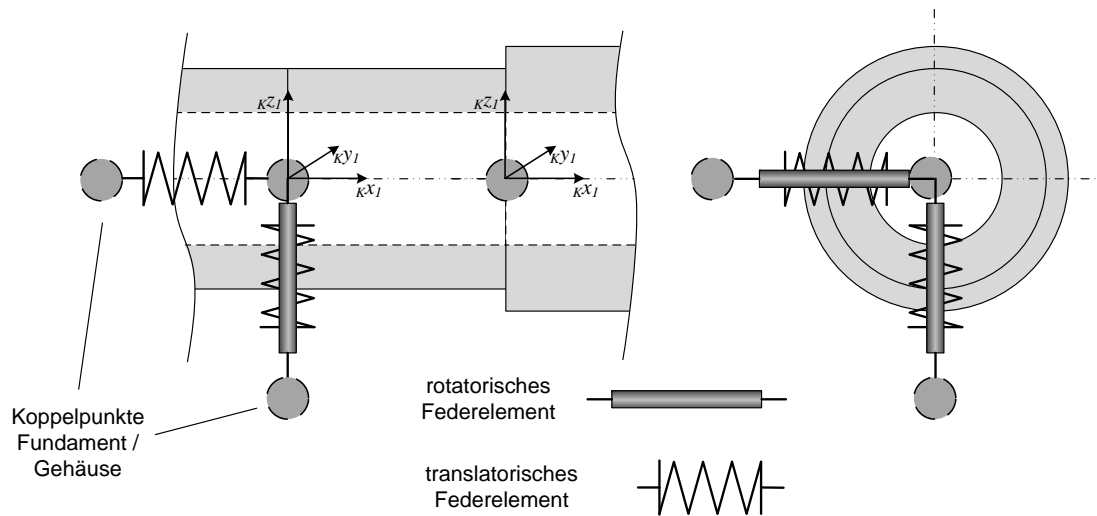 Kz1
Kz1
Ky1
Ky1
Kx1
Kx1
Koppelpunkte
Fundament /
Gehäuse
rotatorisches
Federelement
translatorisches
Federelement